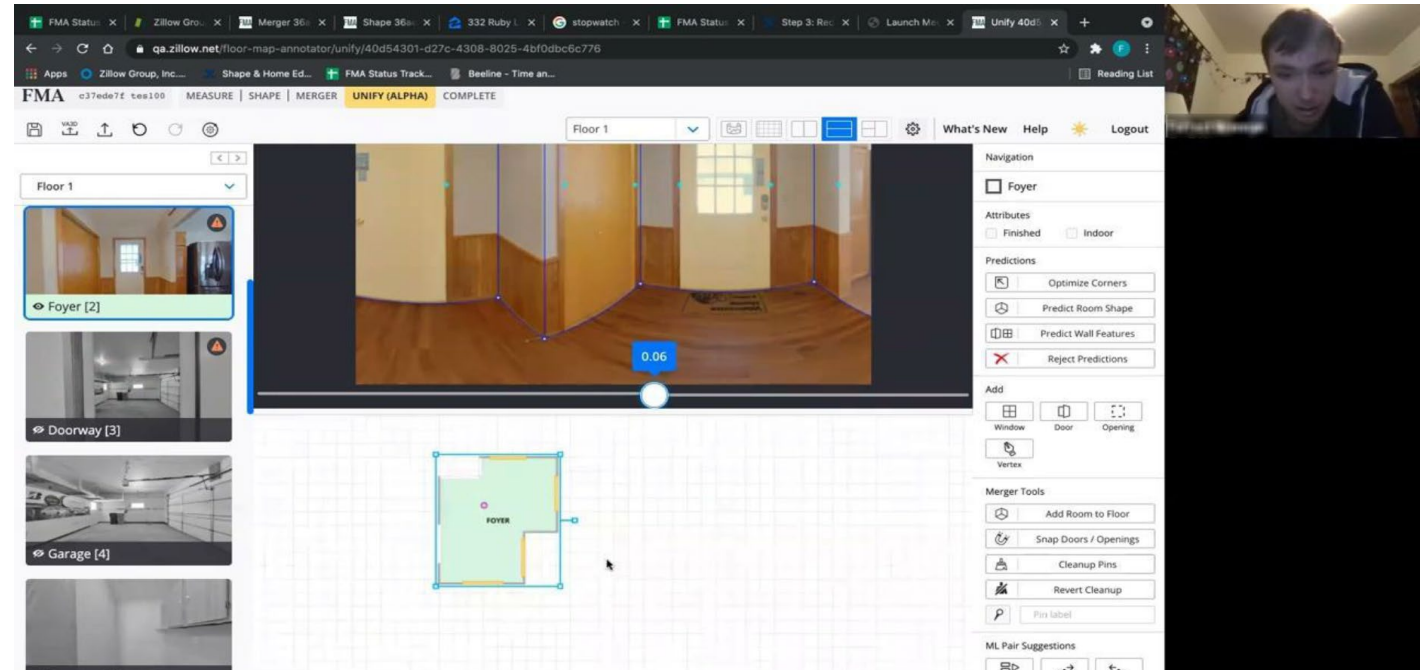 FMA Status
Zillow Grou
Merger 36a
Shape 36a
332 Ruby L
stopwatch
FMA Status
Step 3: Rec
Launch Me
Unify 40d5
qa.zillow.net/floor-map-annotator/unify/40d54301-d27c-4308-8025-4bf0dbc6c776
Apps
Zillow Group, Inc....
Shape & Home Ed...
FMA Status Track...
Beeline - Time an...
Reading List
FMA c37ede7f tes100 MEASURE | SHAPE | MERGER UNIFY (ALPHA) COMPLETE
VA3D
Floor 1
What's New Help Logout
Floor 1
Foyer [2]
Doorway [3]
Garage [4]
0.06
FOYER
Navigation
Foyer
Attributes
Finished Indoor
Predictions
Optimize Corners
Predict Room Shape
Predict Wall Features
Reject Predictions
Add
Window Door Opening
Vertex
Merger Tools
Add Room to Floor
Snap Doors / Openings
Cleanup Pins
Revert Cleanup
Pin label
ML Pair Suggestions